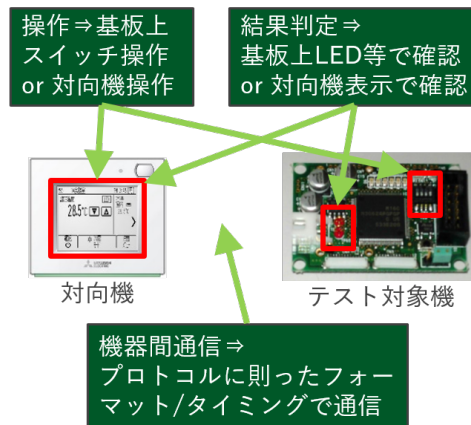 操作⇒基板上
スイッチ操作
or 対向機操作
結果判定⇒
基板上LED等で確認
or 対向機表示で確認
28.5℃
対向機
テスト対象機
機器間通信⇒
プロトコルに則ったフォー
マット/タイミングで通信